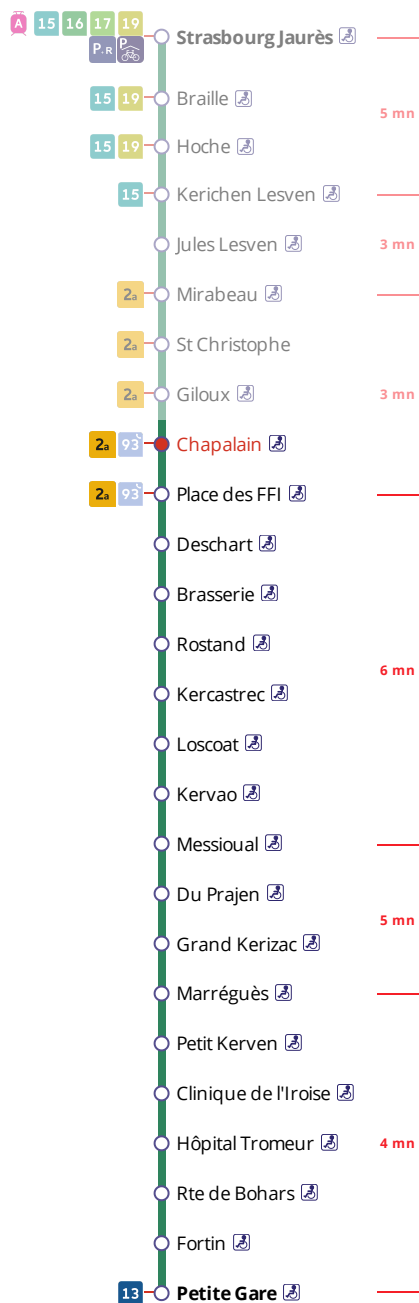 A 15 16 17 19
P+R P
Strasbourg Jaurès
15 19 Braille
5 mn
15 19 Hoche
15 Kerichen Lesven
Jules Lesven 3 mn
2a Mirabeau
2a St Christophe
2a Giloux 3 mn
2a 93 Chapalain
2a 93 Place des FFI
Deschart
Brasserie
Rostand
6 mn
Kercastrec
Loscoat
Kervao
Messioual
Du Prajen
5 mn
Grand Kerizac
Marréguès
Petit Kerven
Clinique de l'Iroise
Hôpital Tromeur 4 mn
Rte de Bohars
Fortin
13 Petite Gare